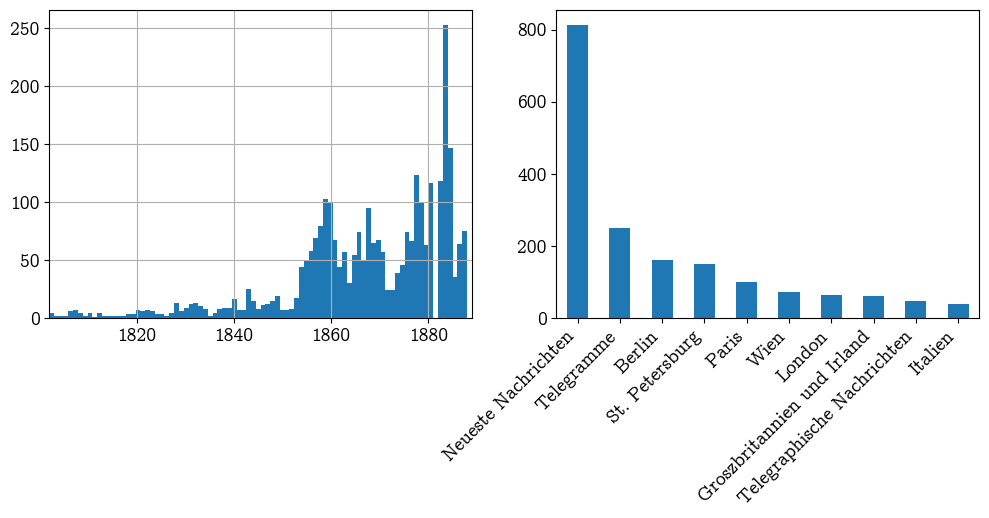 250
200
150
100
50
0
1820 1840 1860 1880
800
600
400
200
0
Neueste Nachrichten
Telegramme
Berlin
St. Petersburg
Paris
Wien
London
Groszbritannien und Irland
Telegraphische Nachrichten
Italien